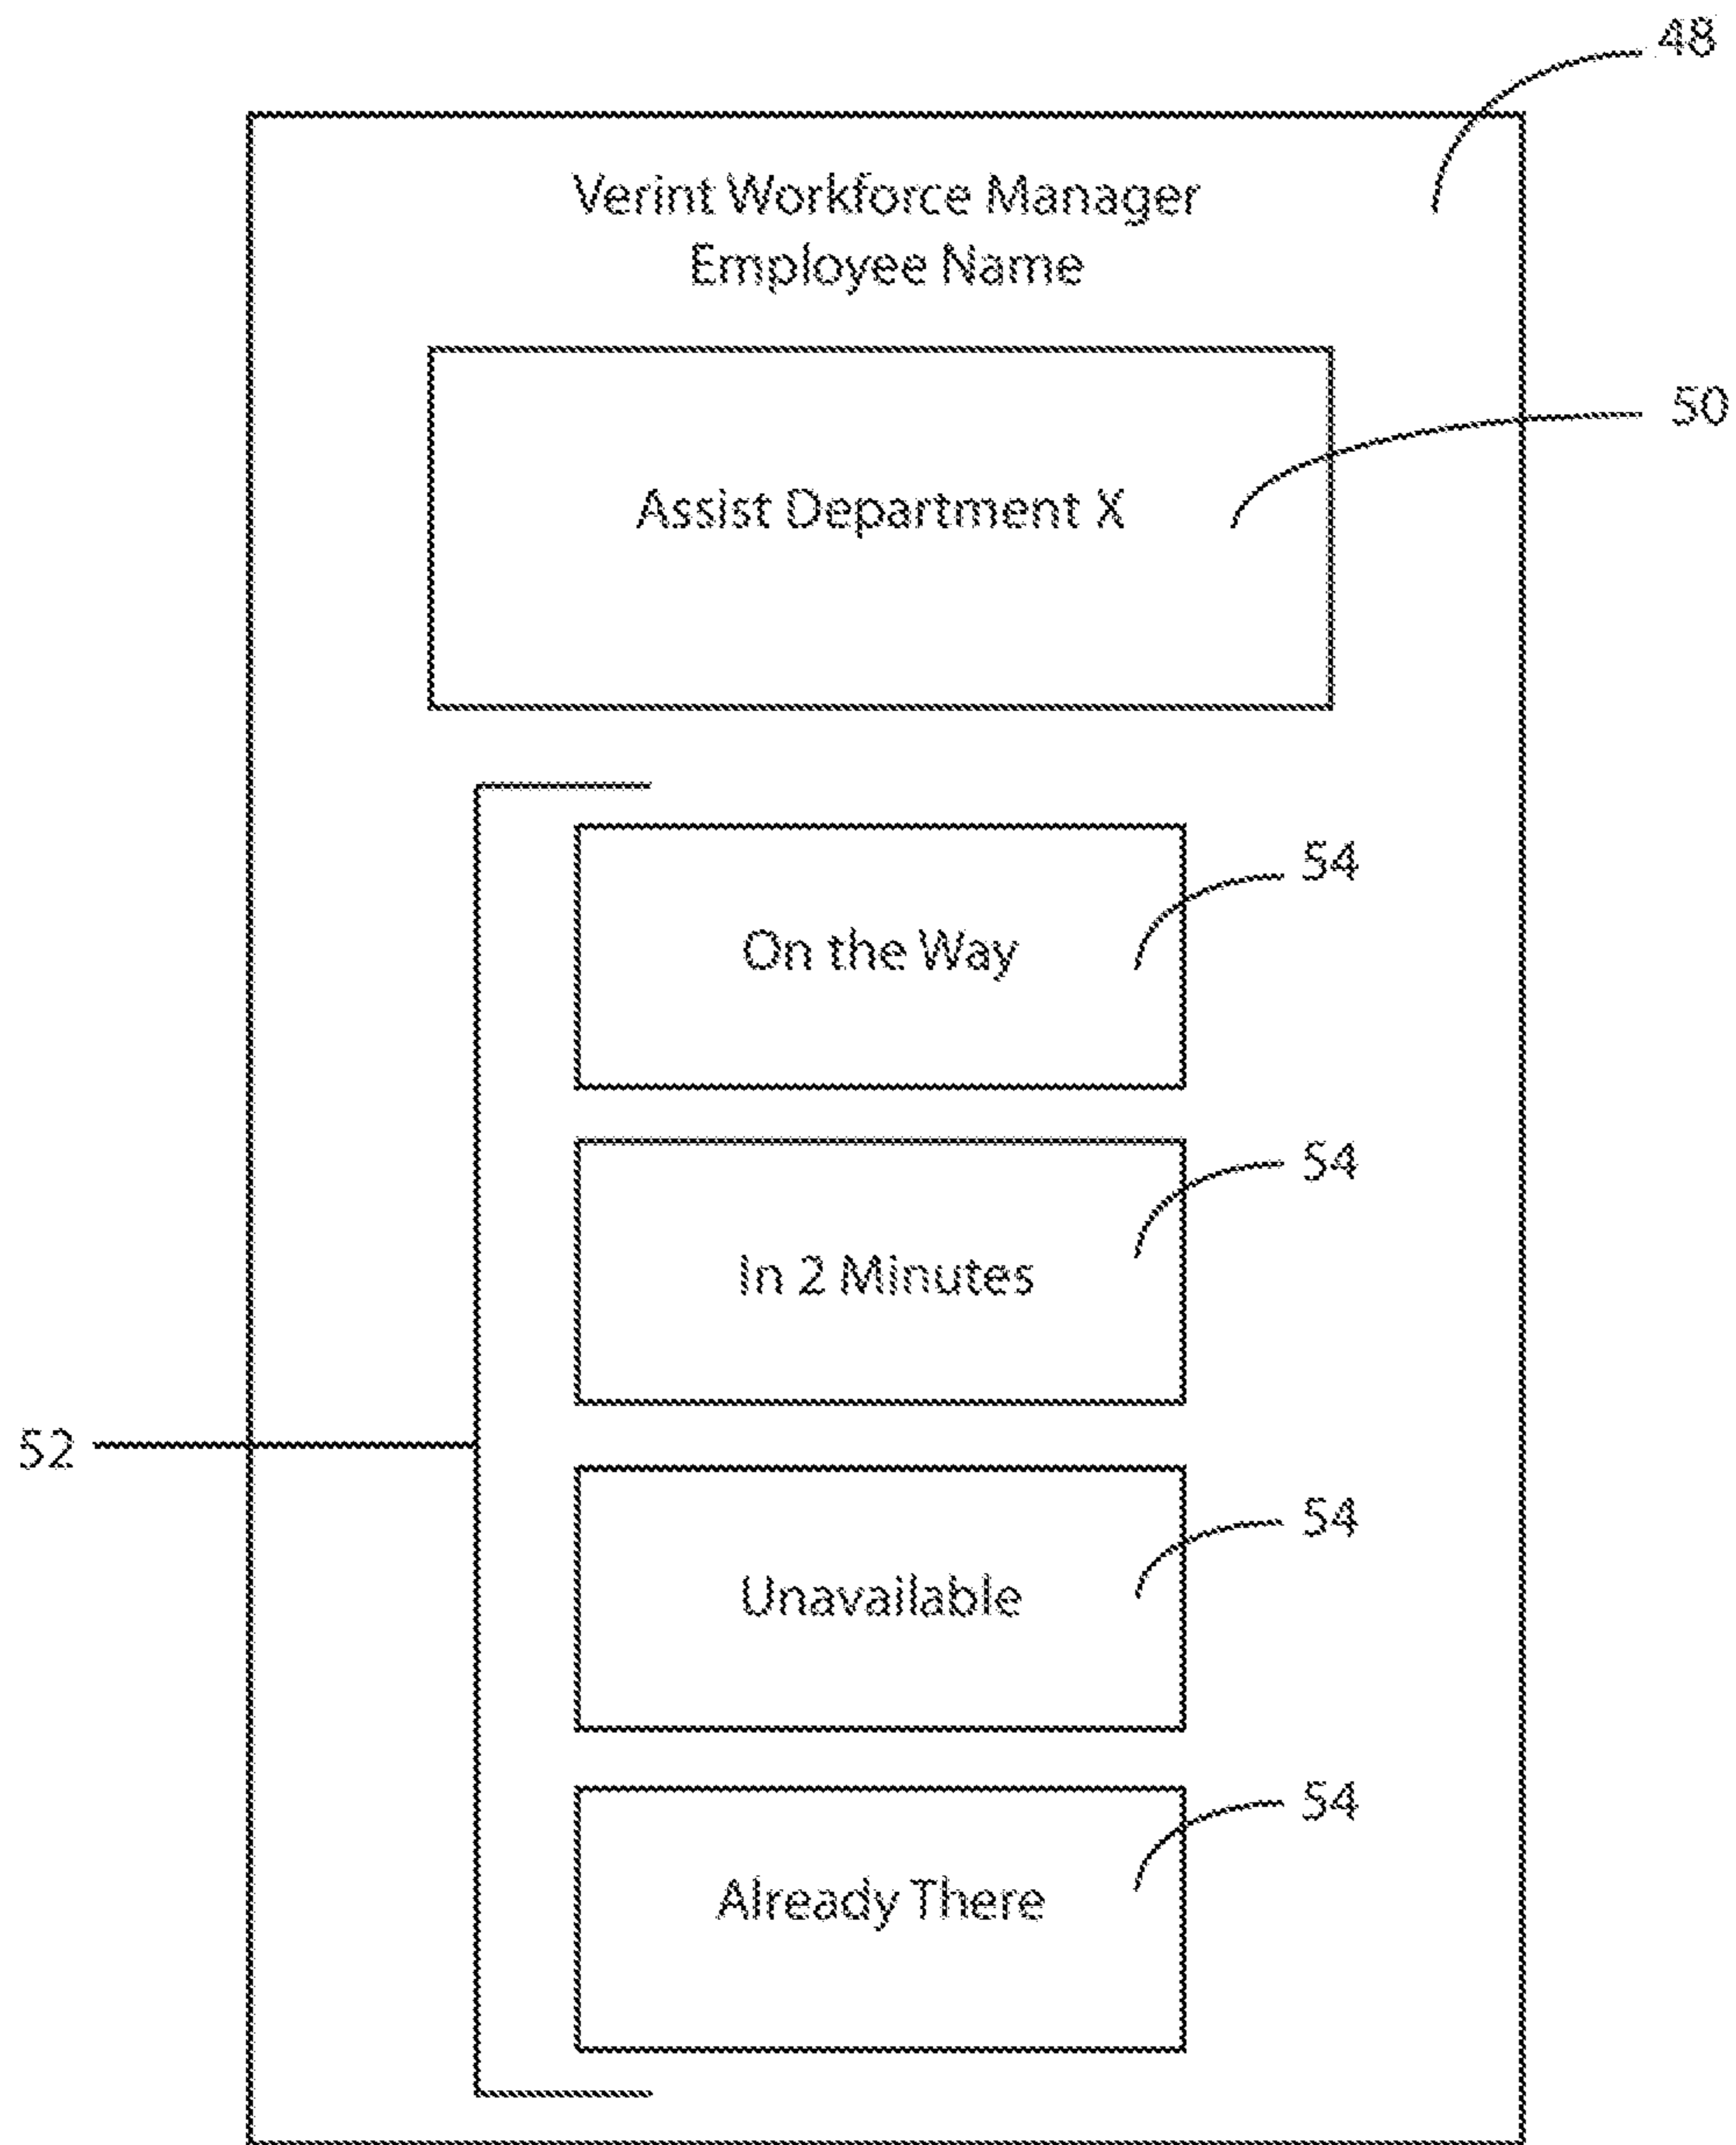 48
Verint Workforce Manager
Employee Name
50
Assist Department X
54
On the Way
54
In 2 Minutes
52
54
Unavailable
54
Already There